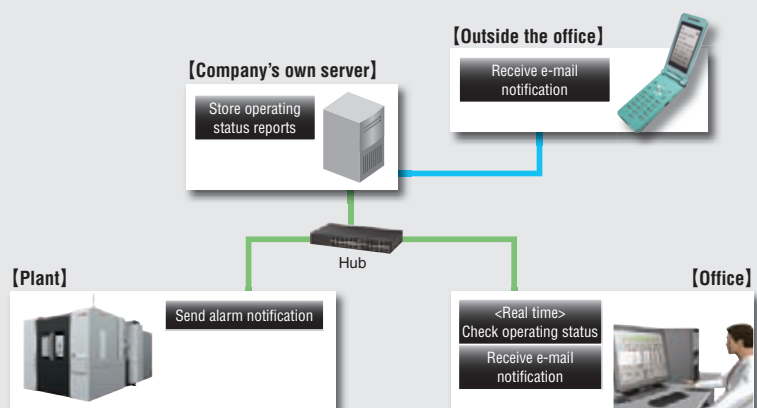 【Outside the office】
Receive e-mail
notification
【Company's own server】
Store operating
status reports
Hub
【Plant】
Send alarm notification
【Office】
<Real time>
Check operating status
Receive e-mail
notification